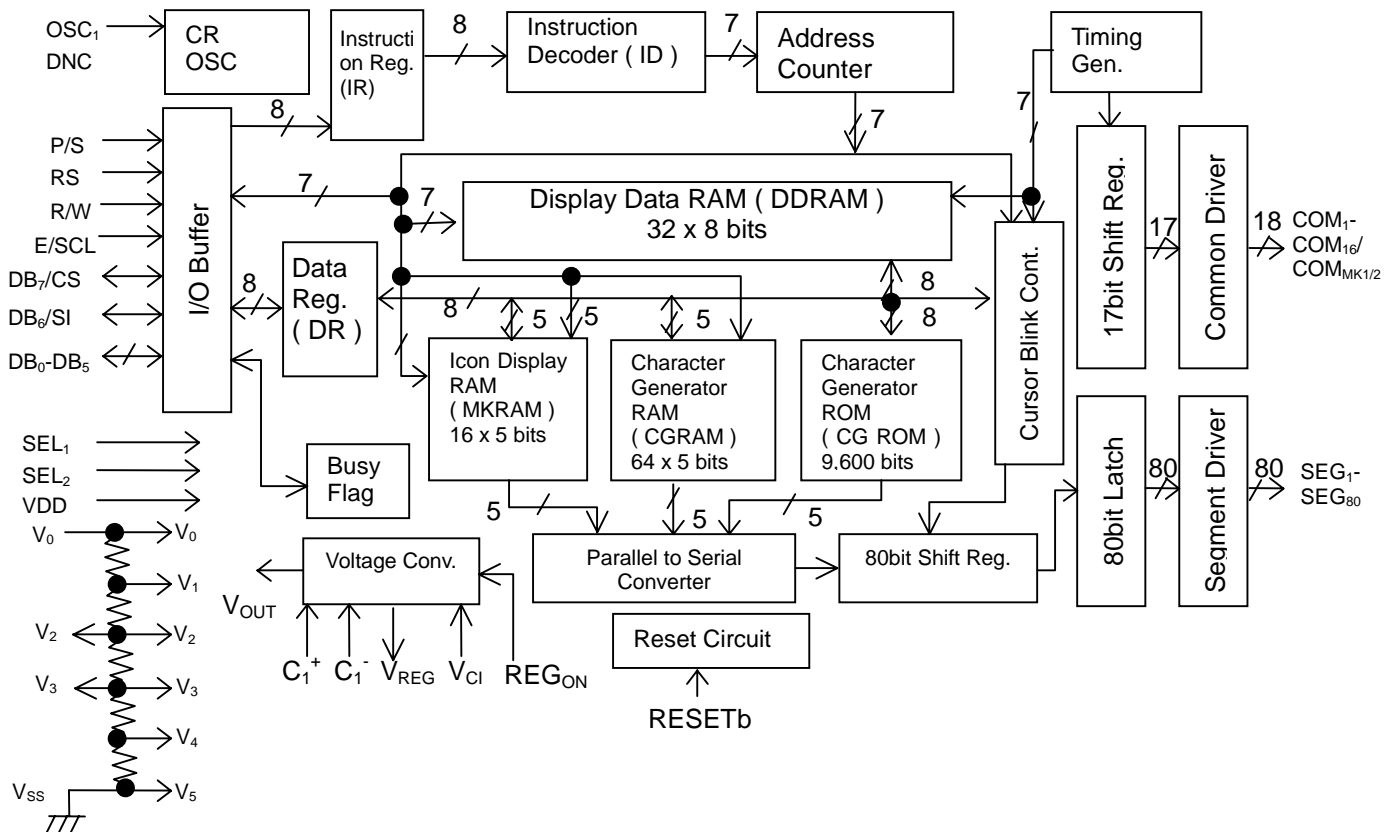 OSC₁
DNC
CR
OSC
Instructi
on Reg.
(IR)
8
Instruction
Decoder ( ID )
7
Address
Counter
Timing
Gen.
8
7
7
P/S
RS
R/W
E/SCL
DB₇/CS
DB₆/SI
DB₀-DB₅
I/O Buffer
7
7
Display Data RAM ( DDRAM )
32 x 8 bits
17bit Shift Reg.
17
Common Driver
18
COM₁-
COM₁₆/
COMMK1/2
8
Data
Reg.
( DR )
8
5
5
5
8
8
Cursor Blink Cont.
Icon Display
RAM
( MKRAM )
16 x 5 bits
Character
Generator
RAM
( CGRAM )
64 x 5 bits
Character
Generator
ROM
( CG ROM )
9.600 bits
SEL₁
SEL₂
VDD
Busy
Flag
5
5
5
80bit Latch
80
Segment Driver
80
SEG₁-
SEG₈₀
V₀
V₀
V₁
V₂
V₂
V₃
V₃
V₄
VSS
V₅
Voltage Conv.
VOUT
C₁⁺
C₁⁻
VREG
VCI
REGON
Parallel to Serial
Converter
80bit Shift Reg.
Reset Circuit
RESETb